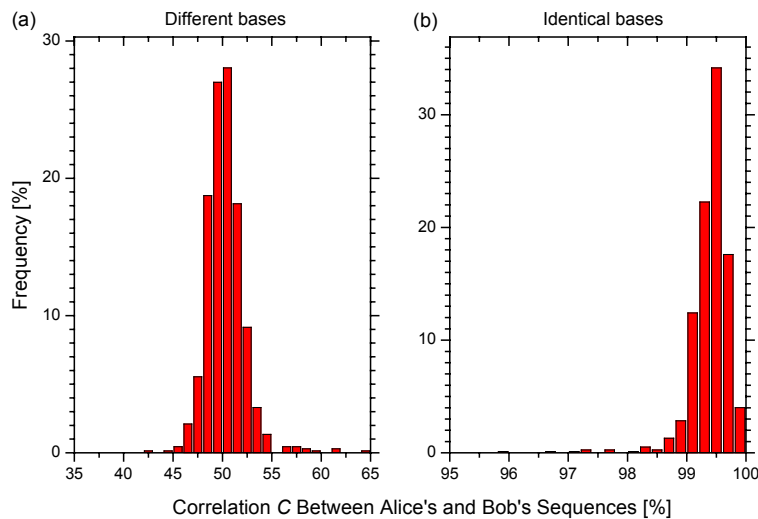 (a) Different bases
(b) Identical bases
30
20
10
0
35 40 45 50 55 60 65
30
20
10
0
95 96 97 98 99 100
Frequency [%]
Correlation C Between Alice's and Bob's Sequences [%]